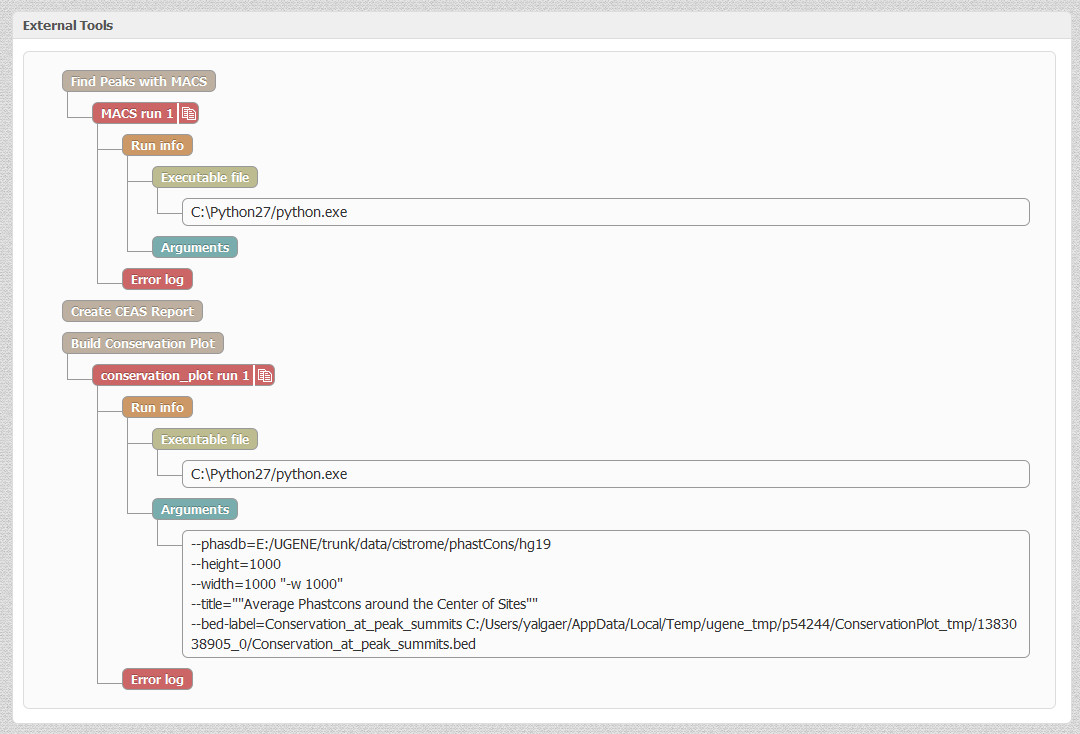 External Tools
Find Peaks with MACS
MACS run 1
Run info
Executable file
C:\Python27/python.exe
Arguments
Error log
Create CEAS Report
Build Conservation Plot
conservation_plot run 1
Run info
Executable file
C:\Python27/python.exe
Arguments
--phasdb=E:/UGENE/trunk/data/cistrome/phastCons/hg19
--height=1000
--width=1000 "-w 1000"
--title=""Average Phastcons around the Center of Sites""
--bed-label=Conservation_at_peak_summits C:/Users/yalgaer/AppData/Local/Temp/ugene_tmp/p54244/ConservationPlot_tmp/13830
38905_0/Conservation_at_peak_summits.bed
Error log